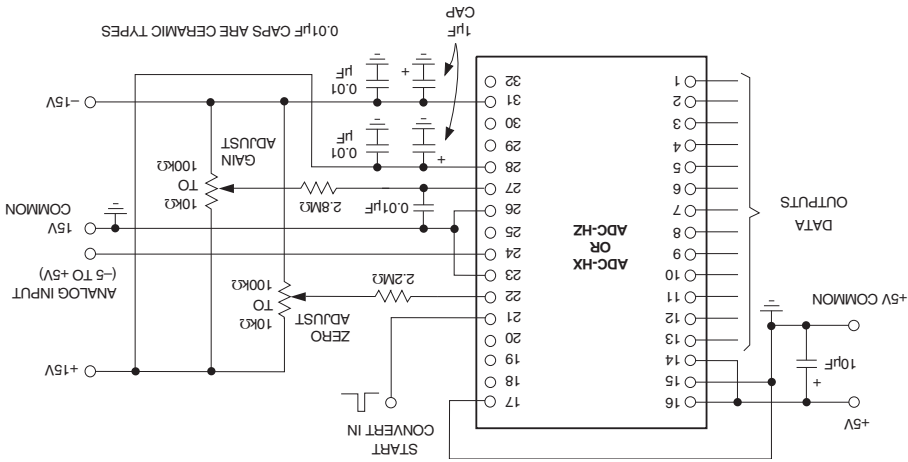 +5V
+
10µF
+5V COMMON
DATA
OUTPUTS
16
15
14
13
12
11
10
9
8
7
6
5
4
3
2
1
ADC-HZ
OR
ADC-HX
17
18
19
20
21
22
23
24
25
26
27
28
29
30
31
32
START
CONVERT IN
+15V
ZERO
ADJUST
10kΩ
TO
100kΩ
2.2MΩ
ANALOG INPUT
(–5 TO +5V)
15V
COMMON
0.01µF
2.8MΩ
10kΩ
TO
100kΩ
GAIN
ADJUST
+
0.01
µF
–15V
+
0.01
µF
1µF
CAP
0.01µF CAPS ARE CERAMIC TYPES